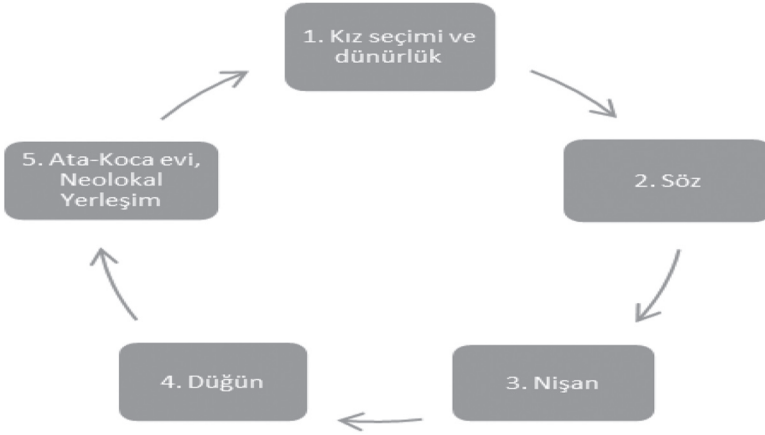 1. Kız seçimi ve
dünürlük
2. Söz
3. Nişan
4. Düğün
5. Ata-Koca evi,
Neolokal
Yerleşim